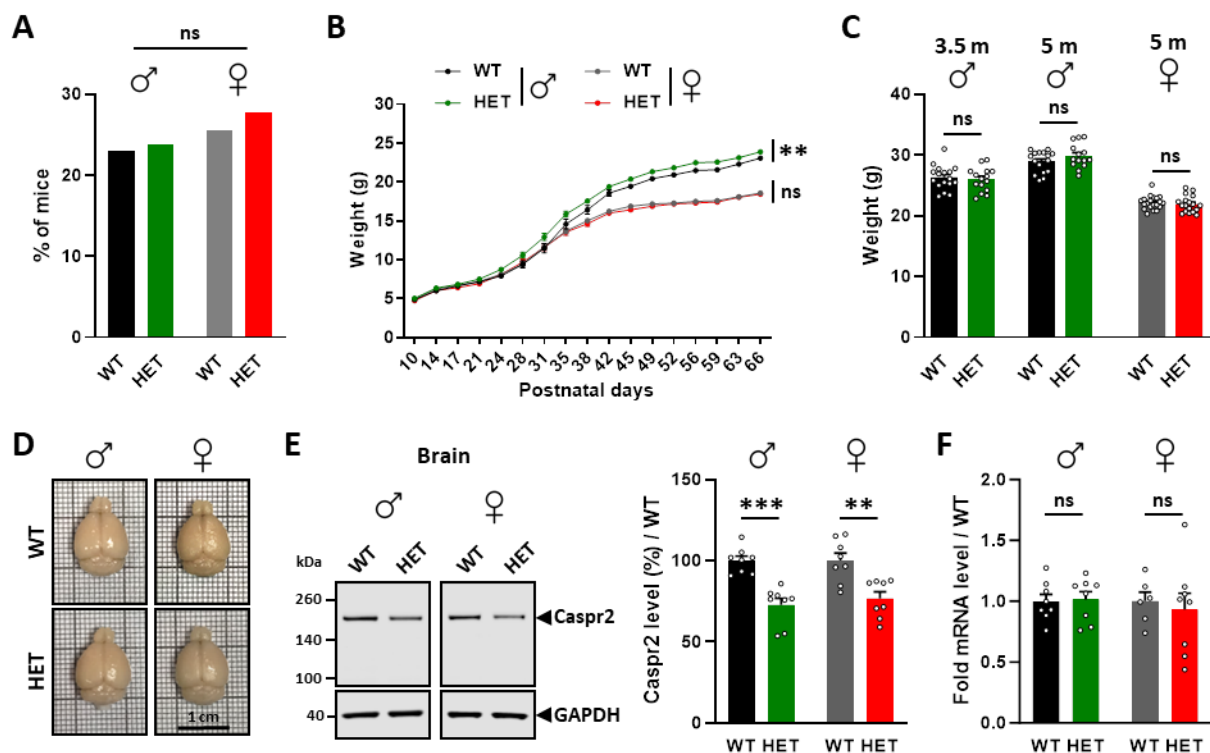 A
ns
♂ ♀
% of mice
30
20
10
0
WT HET WT HET
B
WT ♂ WT ♀
HET HET
Weight (g)
30
25
20
15
10
5
0
**
ns
10 14 17 21 24 28 31 35 38 42 45 49 52 56 59 63 66
Postnatal days
C
3.5 m 5 m 5 m
♂ ♂ ♀
ns ns ns
Weight (g)
40
30
20
10
0
WT HET WT HET WT HET
D
♂ ♀
WT
HET
1 cm
E
Brain
♂ ♀
kDa
WT HET WT HET
260
140
100
40
Caspr2
GAPDH
Caspr2 level (%) / WT
♂ ♀
*** **
150
100
50
0
WT HET WT HET
F
♂ ♀
ns ns
Fold mRNA level / WT
2.0
1.5
1.0
0.5
0.0
WT HET WT HET